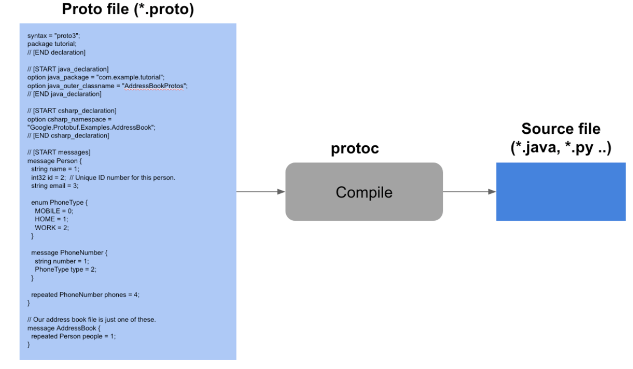 Proto file (*.proto)
syntax = "proto3";
package tutorial;
// [END declaration]
// [START java_declaration]
option java_package = "com.example.tutorial";
option java_outer_classname = "AddressBookProtos";
// [END java_declaration]
// [START csharp_declaration]
option csharp_namespace =
"Google.Protobuf.Examples.AddressBook";
// [END csharp_declaration]
// [START messages]
message Person {
string name = 1;
int32 id = 2; // Unique ID number for this person.
string email = 3;
enum PhoneType {
MOBILE = 0;
HOME = 1;
WORK = 2;
}
message PhoneNumber {
string number = 1;
PhoneType type = 2;
}
repeated PhoneNumber phones = 4;
}
// Our address book file is just one of these.
message AddressBook {
repeated Person people = 1;
}
protoc
Compile
Source file
(*.java, *.py ..)